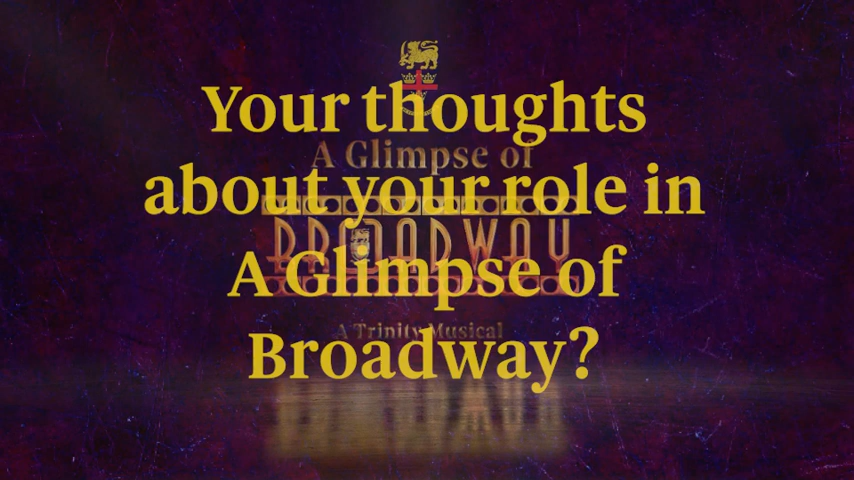 Your thoughts
A Glimpse of
about your role in
BROADWAY
A Glimpse of
A Trinity Musical
Broadway?